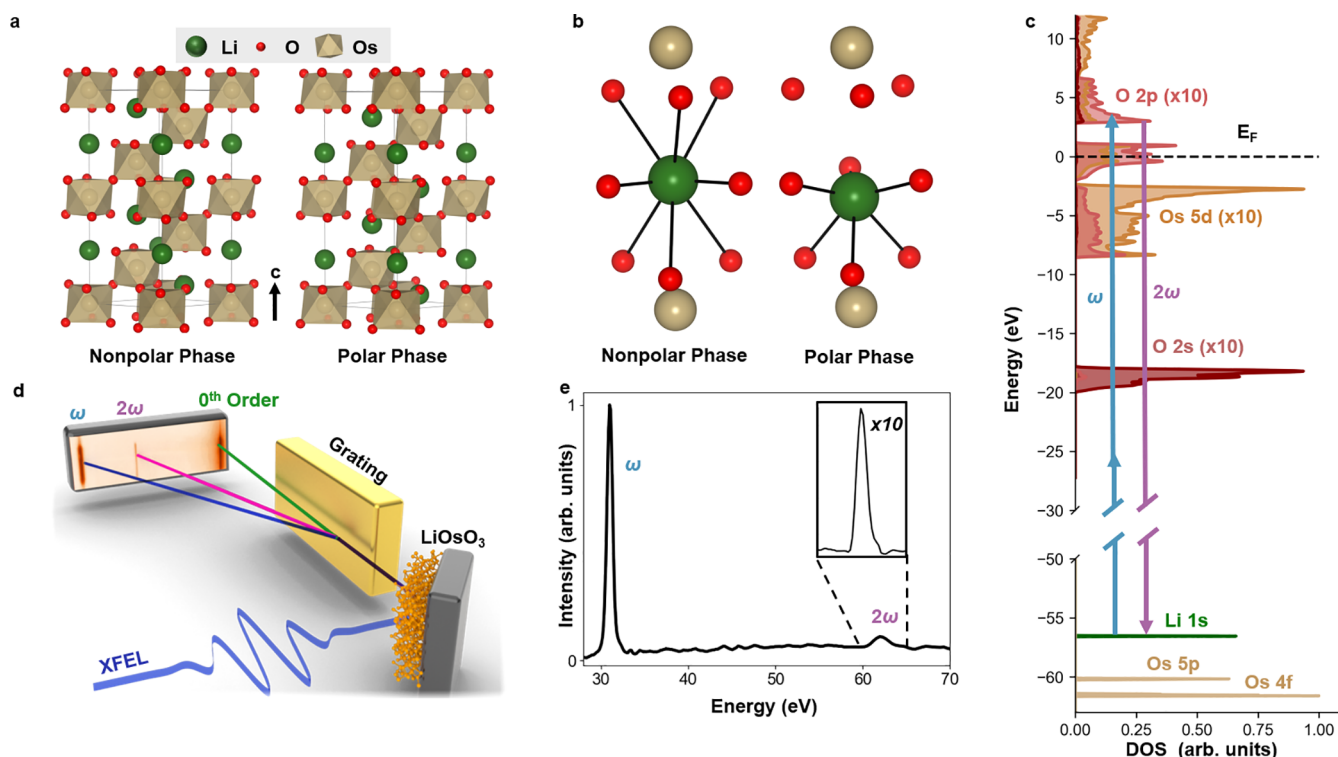 a
Li O Os
c
Nonpolar Phase Polar Phase
b
Nonpolar Phase Polar Phase
c
Energy (eV)
10
5
0
−5
−10
−15
−20
−25
−30
−50
−55
−60
O 2p (x10)
E_F
Os 5d (x10)
ω 2ω
O 2s (x10)
Li 1s
Os 5p
Os 4f
0.00 0.25 0.50 0.75 1.00
DOS (arb. units)
d
ω 2ω 0th Order
Grating
LiOsO₃
XFEL
e
Intensity (arb. units)
1
0
ω
x10
2ω
30 40 50 60 70
Energy (eV)